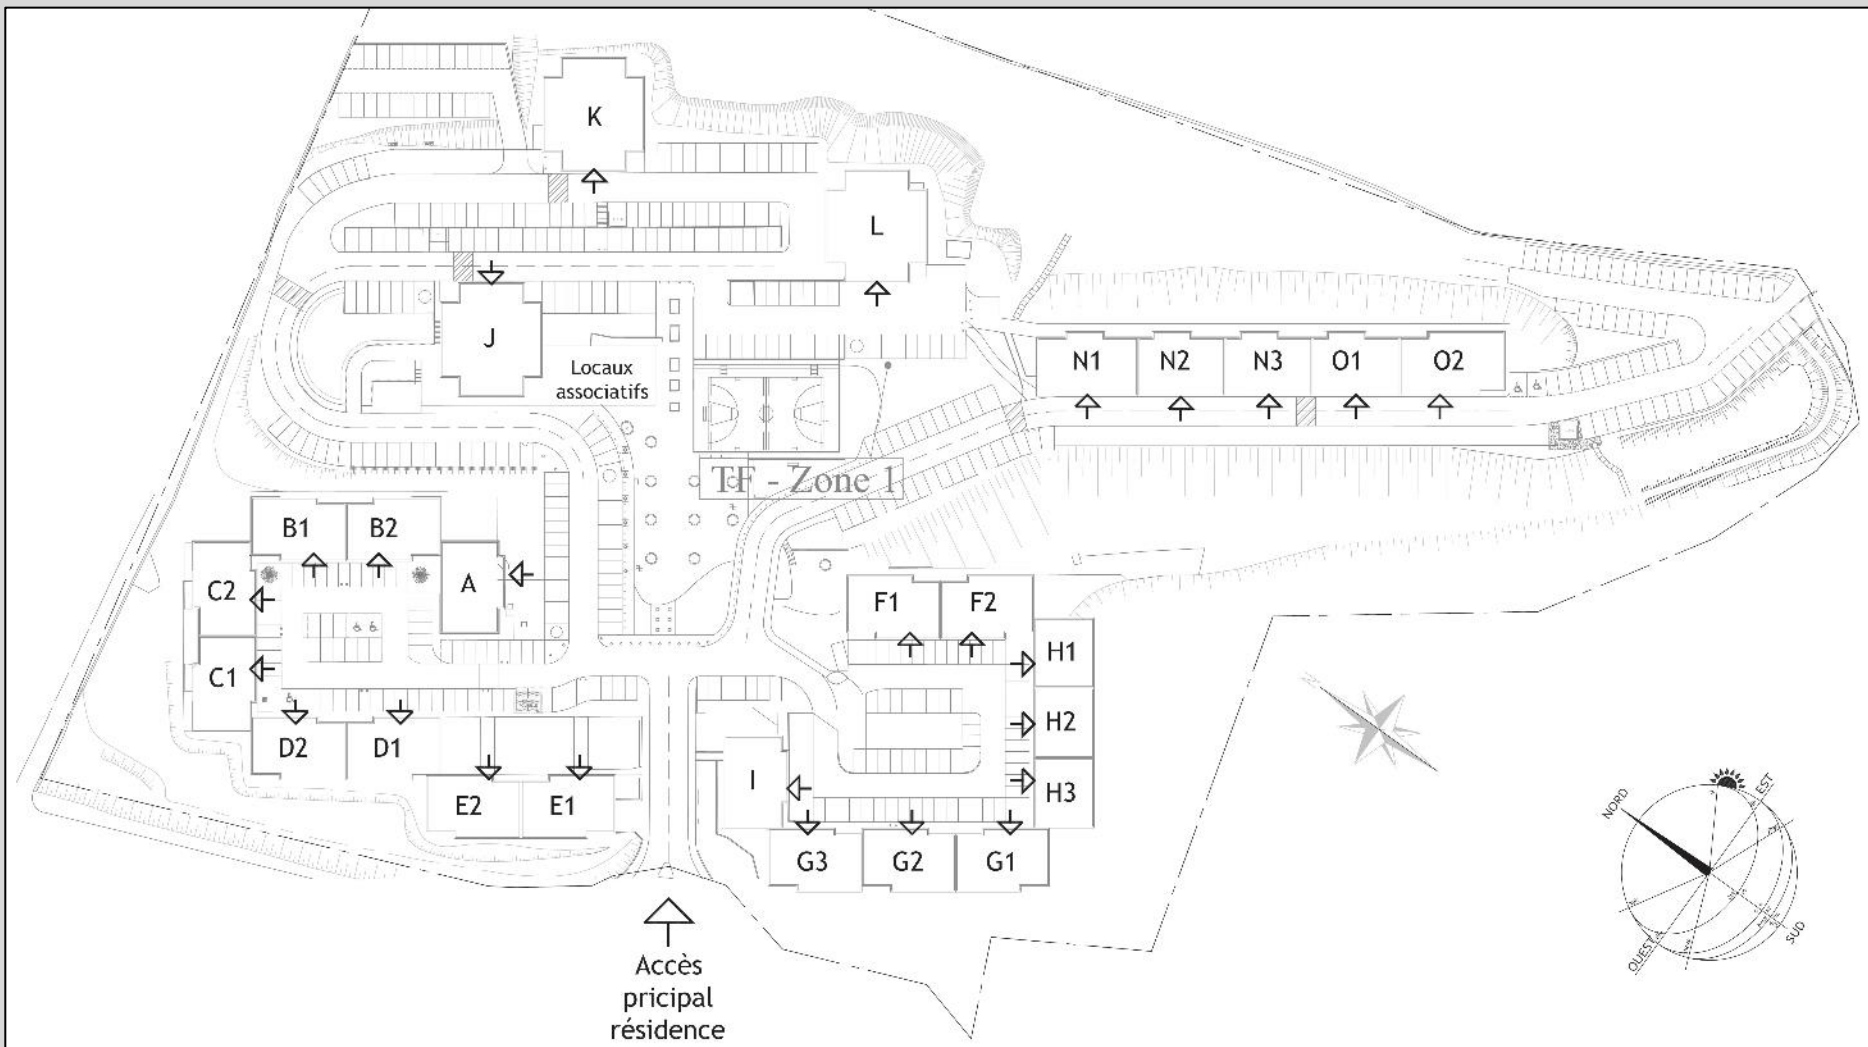 K
L
J
Locaux
associatifs
N1
N2
N3
O1
O2
TF - Zone 1
B1
B2
A
C2
C1
F1
F2
H1
H2
H3
D2
D1
E2
E1
I
G3
G2
G1
NORD
EST
OUEST
SUD
Accès
pricipal
résidence